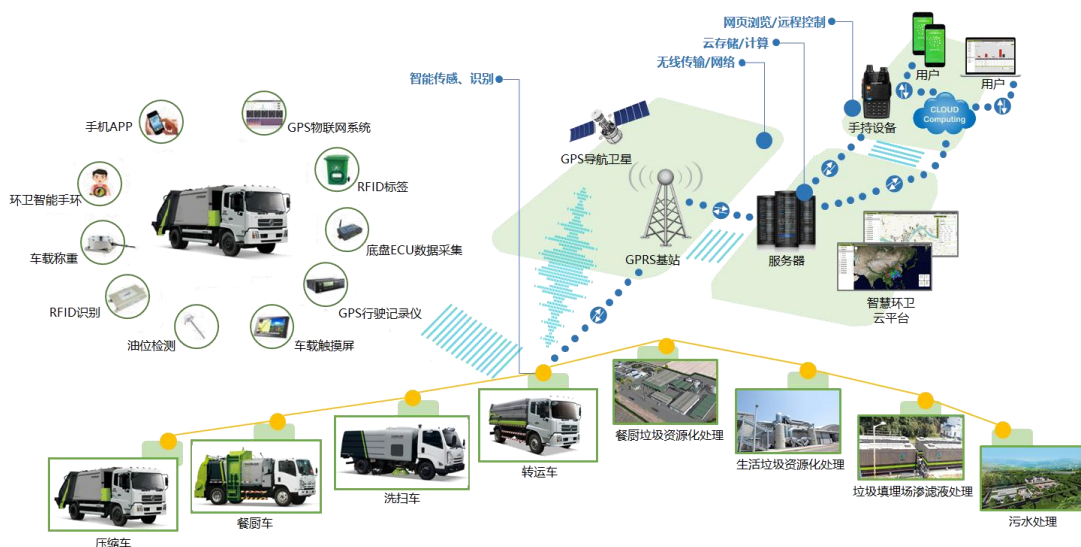 网页浏览/远程控制
云存储/计算
无线传输/网络
智能传感、识别
手机APP
GPS物联网系统
环卫智能手环
RFID标签
车载称重
底盘ECU数据采集
RFID识别
GPS行驶记录仪
油位检测
车载触摸屏
GPS导航卫星
GPRS基站
服务器
手持设备
用户
用户
CLOUD
Computing
智慧环卫
云平台
压缩车
餐厨车
洗扫车
转运车
餐厨垃圾资源化处理
生活垃圾资源化处理
垃圾填埋场渗滤液处理
污水处理